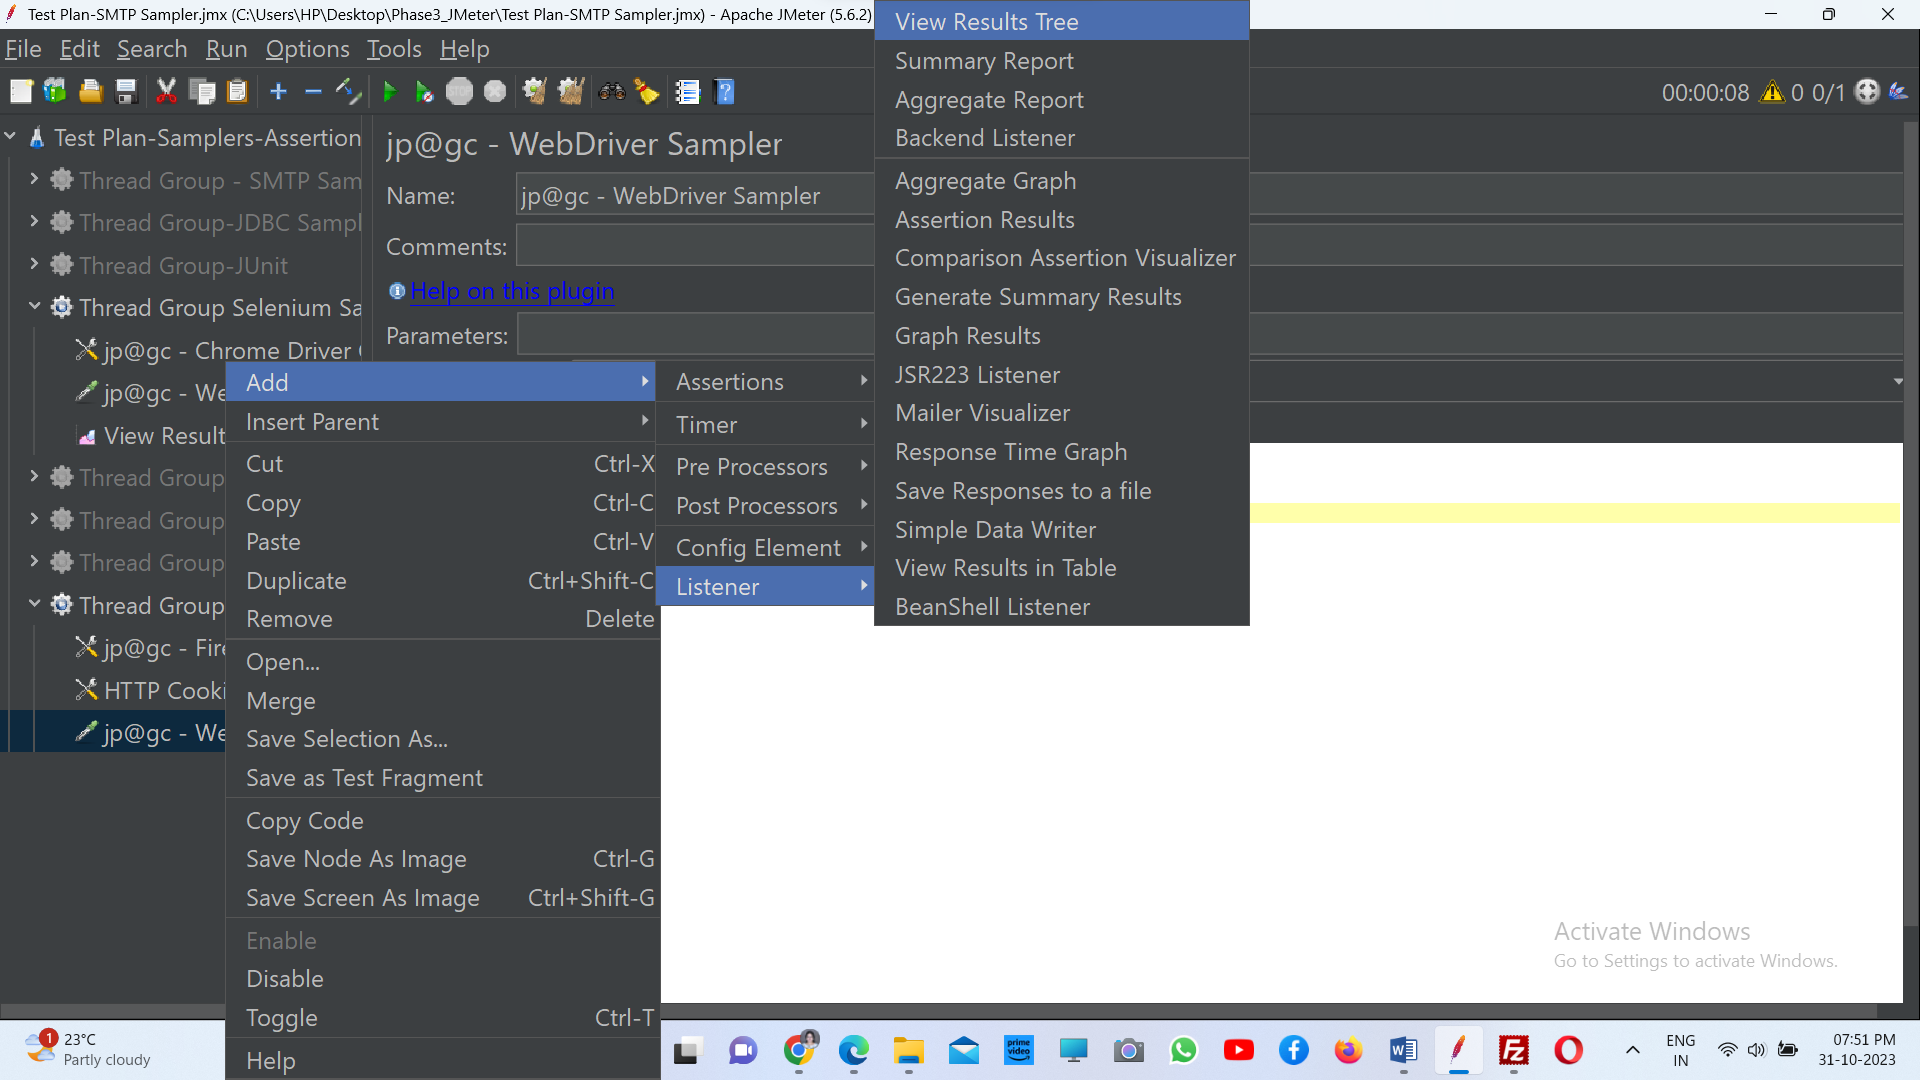 Test Plan-SMTP Sampler.jmx (C:\Users\HP\Desktop\Phase3_JMeter\Test Plan-SMTP Sampler.jmx) - Apache JMeter (5.6.2)
File Edit Search Run Options Tools Help
STOP
00:00:08 0 0/1
Test Plan-Samplers-Assertion
Thread Group - SMTP Sam
Thread Group-JDBC Sampl
Thread Group-JUnit
Thread Group Selenium Sa
jp@gc - Chrome Driver
jp@gc - We
View Result
Thread Group
Thread Group
Thread Group
Thread Group
jp@gc - Fire
HTTP Cooki
jp@gc - We
jp@gc - WebDriver Sampler
Name: jp@gc - WebDriver Sampler
Comments:
Help on this plugin
Parameters:
Add
Insert Parent
Cut Ctrl-X
Copy Ctrl-C
Paste Ctrl-V
Duplicate Ctrl+Shift-C
Remove Delete
Open...
Merge
Save Selection As...
Save as Test Fragment
Copy Code
Save Node As Image Ctrl-G
Save Screen As Image Ctrl+Shift-G
Enable
Disable
Toggle Ctrl-T
Help
Assertions
Timer
Pre Processors
Post Processors
Config Element
Listener
View Results Tree
Summary Report
Aggregate Report
Backend Listener
Aggregate Graph
Assertion Results
Comparison Assertion Visualizer
Generate Summary Results
Graph Results
JSR223 Listener
Mailer Visualizer
Response Time Graph
Save Responses to a file
Simple Data Writer
View Results in Table
BeanShell Listener
Activate Windows
Go to Settings to activate Windows.
1
23°C
Partly cloudy
prime video
ENG
IN
07:51 PM
31-10-2023